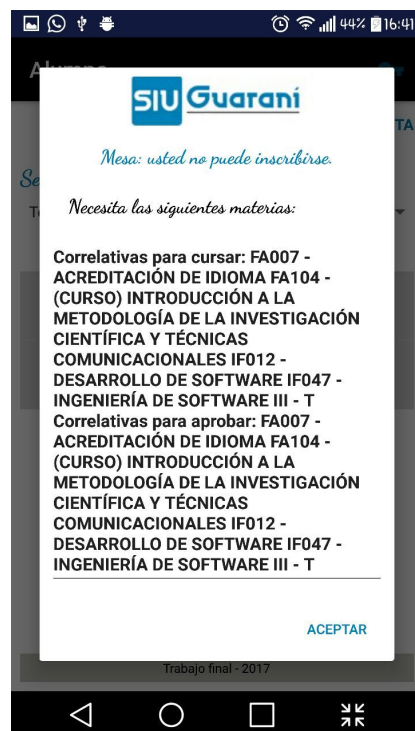 44% 16:41
Alumno
SIU Guaraní
TA
Mesa: usted no puede inscribirse.
Se
Necesita las siguientes materias:
Correlativas para cursar: FA007 -
ACREDITACIÓN DE IDIOMA FA104 -
(CURSO) INTRODUCCIÓN A LA
METODOLOGÍA DE LA INVESTIGACIÓN
CIENTÍFICA Y TÉCNICAS
COMUNICACIONALES IF012 -
DESARROLLO DE SOFTWARE IF047 -
INGENIERÍA DE SOFTWARE III - T
Correlativas para aprobar: FA007 -
ACREDITACIÓN DE IDIOMA FA104 -
(CURSO) INTRODUCCIÓN A LA
METODOLOGÍA DE LA INVESTIGACIÓN
CIENTÍFICA Y TÉCNICAS
COMUNICACIONALES IF012 -
DESARROLLO DE SOFTWARE IF047 -
INGENIERÍA DE SOFTWARE III - T
ACEPTAR
Trabajo final - 2017